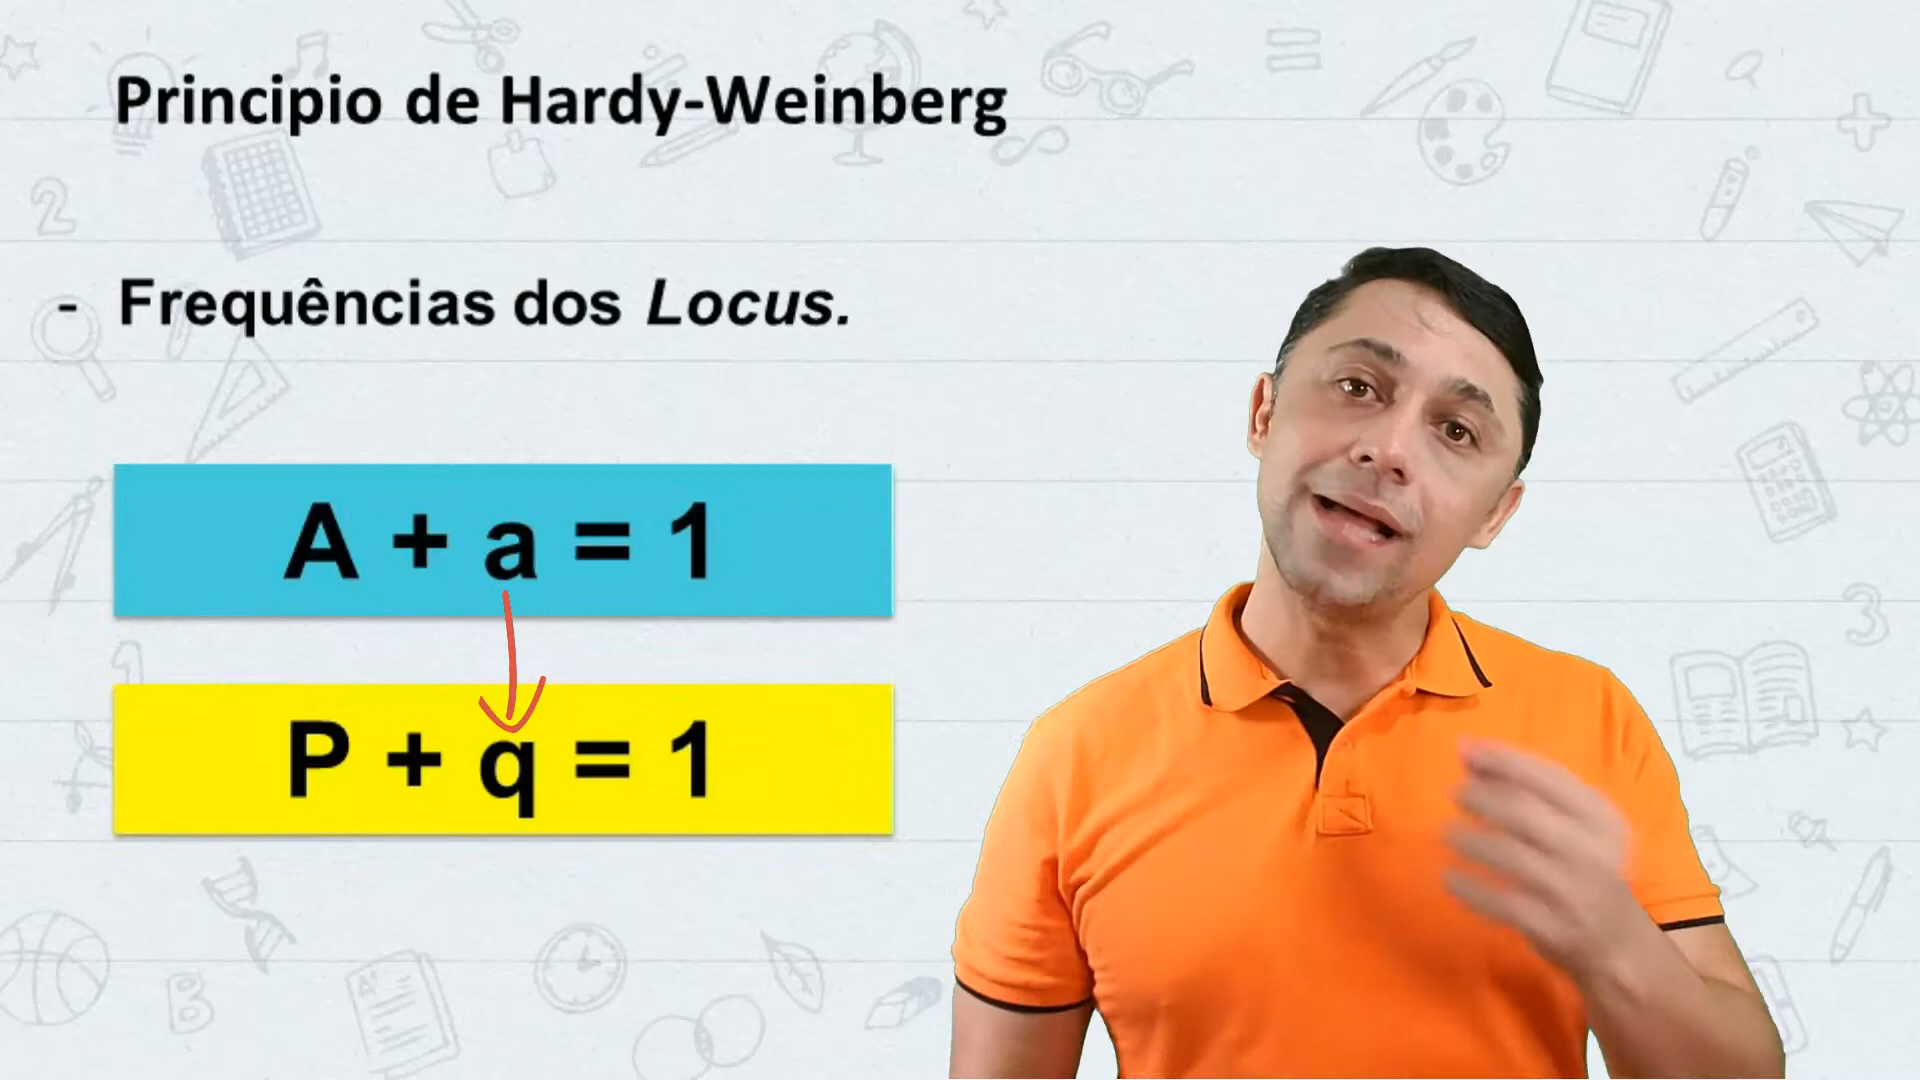 Principio de Hardy-Weinberg
- Frequências dos Locus.
A + a = 1
P + q = 1